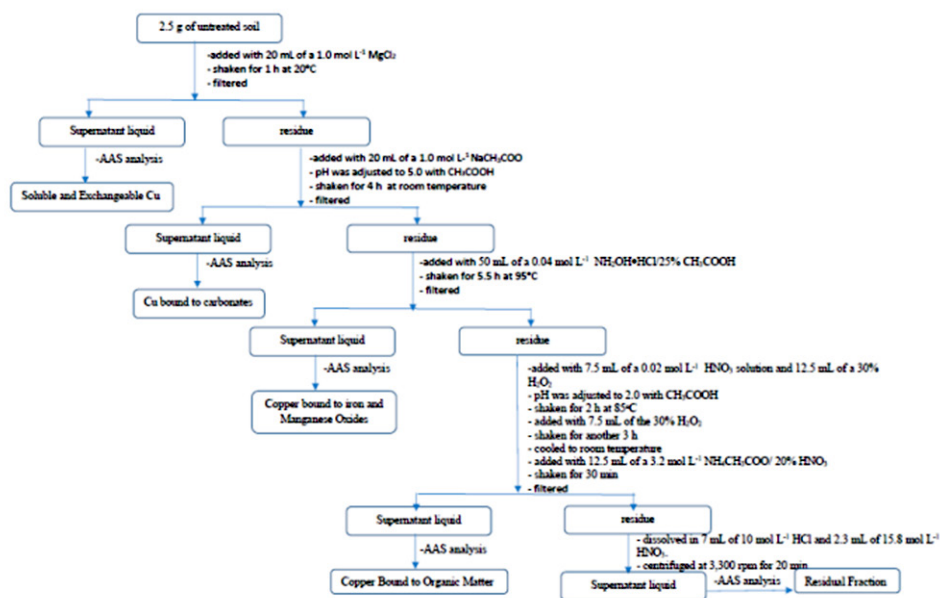 2.5 g of untreated soil
-added with 20 mL of a 1.0 mol L⁻¹ MgCl₂
- shaken for 1 h at 20°C
- filtered
Supernatant liquid
residue
-AAS analysis
Soluble and Exchangeable Cu
-added with 20 mL of a 1.0 mol L⁻¹ NaCH₃COO
- pH was adjusted to 5.0 with CH₃COOH
- shaken for 4 h at room temperature
- filtered
Supernatant liquid
residue
-AAS analysis
Cu bound to carbonates
-added with 50 mL of a 0.04 mol L⁻¹ NH₂OH•HCl/25% CH₃COOH
- shaken for 5.5 h at 95°C
- filtered
Supernatant liquid
residue
-AAS analysis
Copper bound to iron and
Manganese Oxides
-added with 7.5 mL of a 0.02 mol L⁻¹ HNO₃ solution and 12.5 mL of a 30%
H₂O₂
- pH was adjusted to 2.0 with CH₃COOH
- shaken for 2 h at 85°C
- added with 7.5 mL of the 30% H₂O₂
- shaken for another 3 h
- cooled to room temperature
- added with 12.5 mL of a 3.2 mol L⁻¹ NH₄CH₃COO/ 20% HNO₃
- shaken for 30 min
- filtered
Supernatant liquid
residue
-AAS analysis
Copper Bound to Organic Matter
- dissolved in 7 mL of 10 mol L⁻¹ HCl and 2.3 mL of 15.8 mol L⁻¹
HNO₃.
- centrifuged at 3,300 rpm for 20 min
Supernatant liquid
-AAS analysis
Residual Fraction